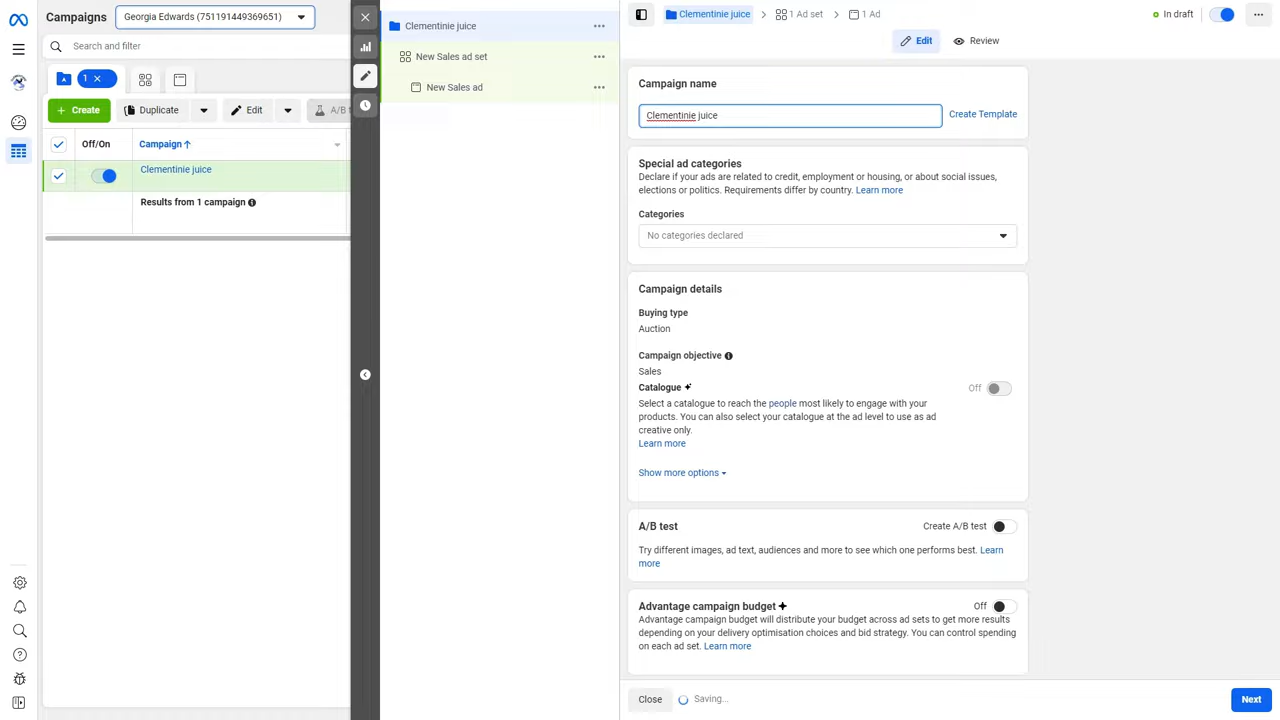 Campaigns
Georgia Edwards (751191449369651)
Search and filter
1
Create
Duplicate
Edit
A/B t
Off/On
Campaign
Clementinie juice
Results from 1 campaign
Clementinie juice
New Sales ad set
New Sales ad
Clementinie juice
1 Ad set
1 Ad
In draft
Edit
Review
Campaign name
Clementinie juice
Create Template
Special ad categories
Declare if your ads are related to credit, employment or housing, or about social issues,
elections or politics. Requirements differ by country. Learn more
Categories
No categories declared
Campaign details
Buying type
Auction
Campaign objective
Sales
Catalogue
Off
Select a catalogue to reach the people most likely to engage with your
products. You can also select your catalogue at the ad level to use as ad
creative only.
Learn more
Show more options
A/B test
Create A/B test
Try different images, ad text, audiences and more to see which one performs best. Learn
more
Advantage campaign budget
Off
Advantage campaign budget will distribute your budget across ad sets to get more results
depending on your delivery optimisation choices and bid strategy. You can control spending
on each ad set. Learn more
Close
Saving...
Next